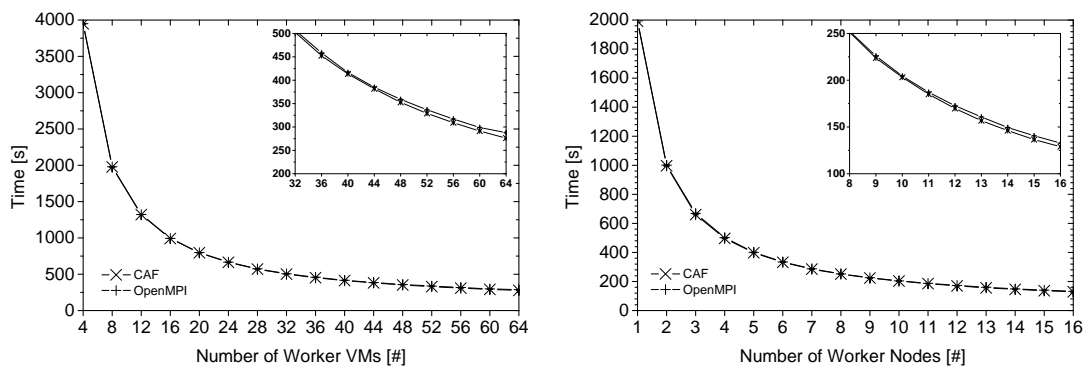 4000
3500
3000
2500
2000
1500
1000
500
0
Time [s]
4 8 12 16 20 24 28 32 36 40 44 48 52 56 60 64
Number of Worker VMs [#]
CAF
OpenMPI
500
450
400
350
300
250
200
32 36 40 44 48 52 56 60 64
2000
1800
1600
1400
1200
1000
800
600
400
200
0
Time [s]
1 2 3 4 5 6 7 8 9 10 11 12 13 14 15 16
Number of Worker Nodes [#]
CAF
OpenMPI
250
200
150
100
8 9 10 11 12 13 14 15 16